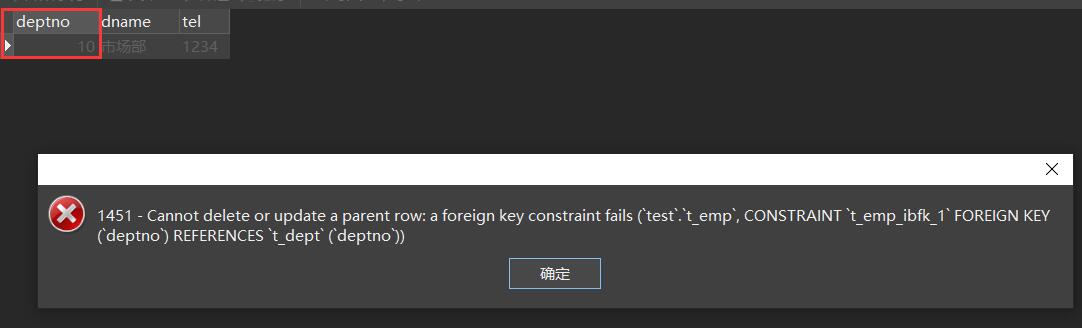 deptno dname tel
10 市场部 1234
1451 - Cannot delete or update a parent row: a foreign key constraint fails (`test`.`t_emp`, CONSTRAINT `t_emp_ibfk_1` FOREIGN KEY
(`deptno`) REFERENCES `t_dept` (`deptno`))
确定